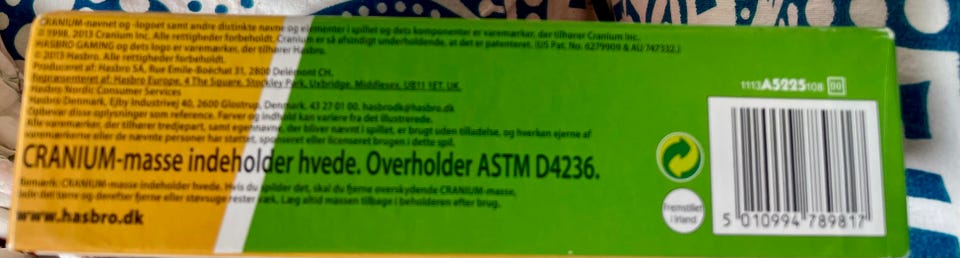 CRANIUM-navnet og -logoet samt andre distinkte navne og elementer i spillet og dets komponenter er varemærker, der tilhører Cranium Inc.
© 1998, 2013 Cranium Inc. Alle rettigheder forbeholdt. Cranium er så afsindigt underholdende, at det er patenteret. (US Pat. No. 6279909 & AU 747332.)
HASBRO GAMING og dets logo er varemærker, der tilhører Hasbro.
© 2013 Hasbro. Alle rettigheder forbeholdt.
Produceret af: Hasbro SA, Rue Emile-Boéchat 31, 2800 Delémont CH.
Repræsenteret af: Hasbro Europe, 4 The Square, Stockley Park, Uxbridge, Middlesex, UB11 1ET. UK.
Hasbro Nordic Consumer Services
Hasbro Denmark, Ejby Industrivej 40, 2600 Glostrup, Denmark. 43 27 01 00. hasbrodk@hasbro.dk
Opbevar disse oplysninger som reference. Farver og indhold kan variere fra det illustrerede.
Alle varemærker, der tilhører tredjepart, samt egennavne, der bliver nævnt i spillet, er brugt uden tilladelse, og hverken ejerne af
varemærkerne eller de nævnte personer har støttet, sponseret eller licenseret brugen i dette spil.
CRANIUM-masse indeholder hvede. Overholder ASTM D4236.
Bemærk: CRANIUM-masse indeholder hvede. Hvis du spilder det, skal du fjerne overskydende CRANIUM-masse,
lade det tørre og derefter fjerne eller støvsuge rester væk. Læg altid massen tilbage i beholderen efter brug.
www.hasbro.dk
1113A5225108 00
Fremstillet
i Irland
5 010994 789817